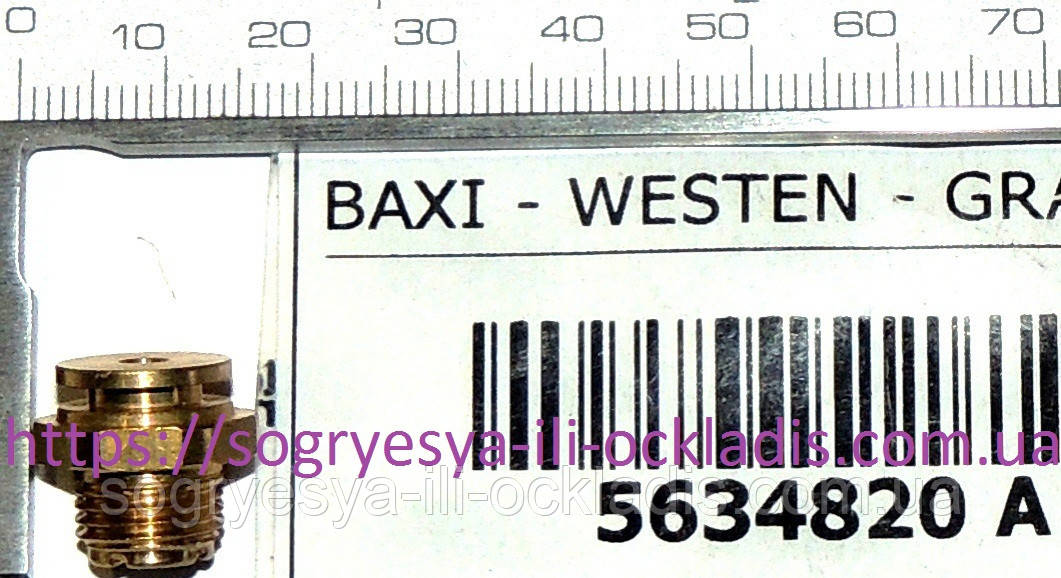 0 10 20 30 40 50 60 70
BAXI - WESTEN - GRA
https://sogryesya-ili-ockladis.com.ua
sogryesya-ili-ockladis.com.ua
5634820 A